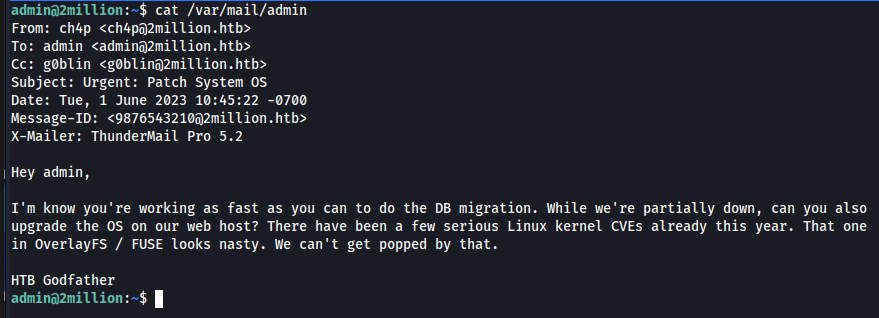 admin@2million:~$ cat /var/mail/admin
From: ch4p <ch4p@2million.htb>
To: admin <admin@2million.htb>
Cc: g0blin <g0blin@2million.htb>
Subject: Urgent: Patch System OS
Date: Tue, 1 June 2023 10:45:22 -0700
Message-ID: <9876543210@2million.htb>
X-Mailer: ThunderMail Pro 5.2
Hey admin,
I'm know you're working as fast as you can to do the DB migration. While we're partially down, can you also
upgrade the OS on our web host? There have been a few serious Linux kernel CVEs already this year. That one
in OverlayFS / FUSE looks nasty. We can't get popped by that.
HTB Godfather
admin@2million:~$